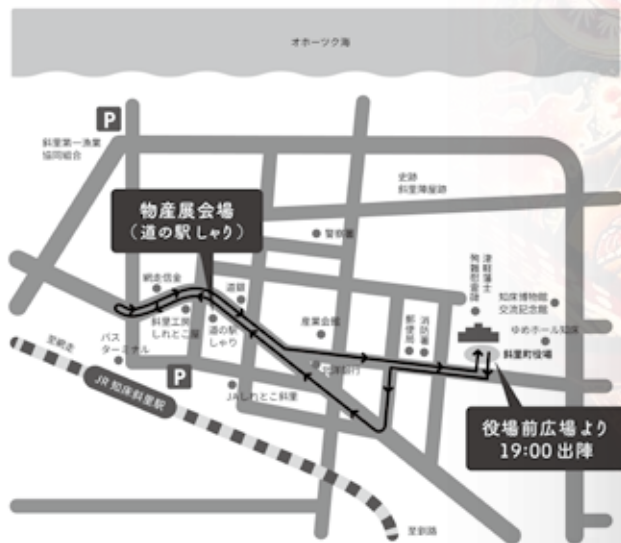 オホーツク海
P
斜里第一漁業
協同組合
史跡
斜里陣屋跡
物産展会場
(道の駅しゃり)
警察署
網走信金
道銀
津軽藩士
殉難慰霊碑
知床博物館
交流記念館
斜里工房
しれとこ屋
道の駅
しゃり
産業会館
郵便局
消防署
ゆめホール知床
斜里町役場
至網走
バス
ターミナル
P
JR 知床斜里駅
JAしれとこ斜里
役場前広場より
19:00 出陣
至釧路